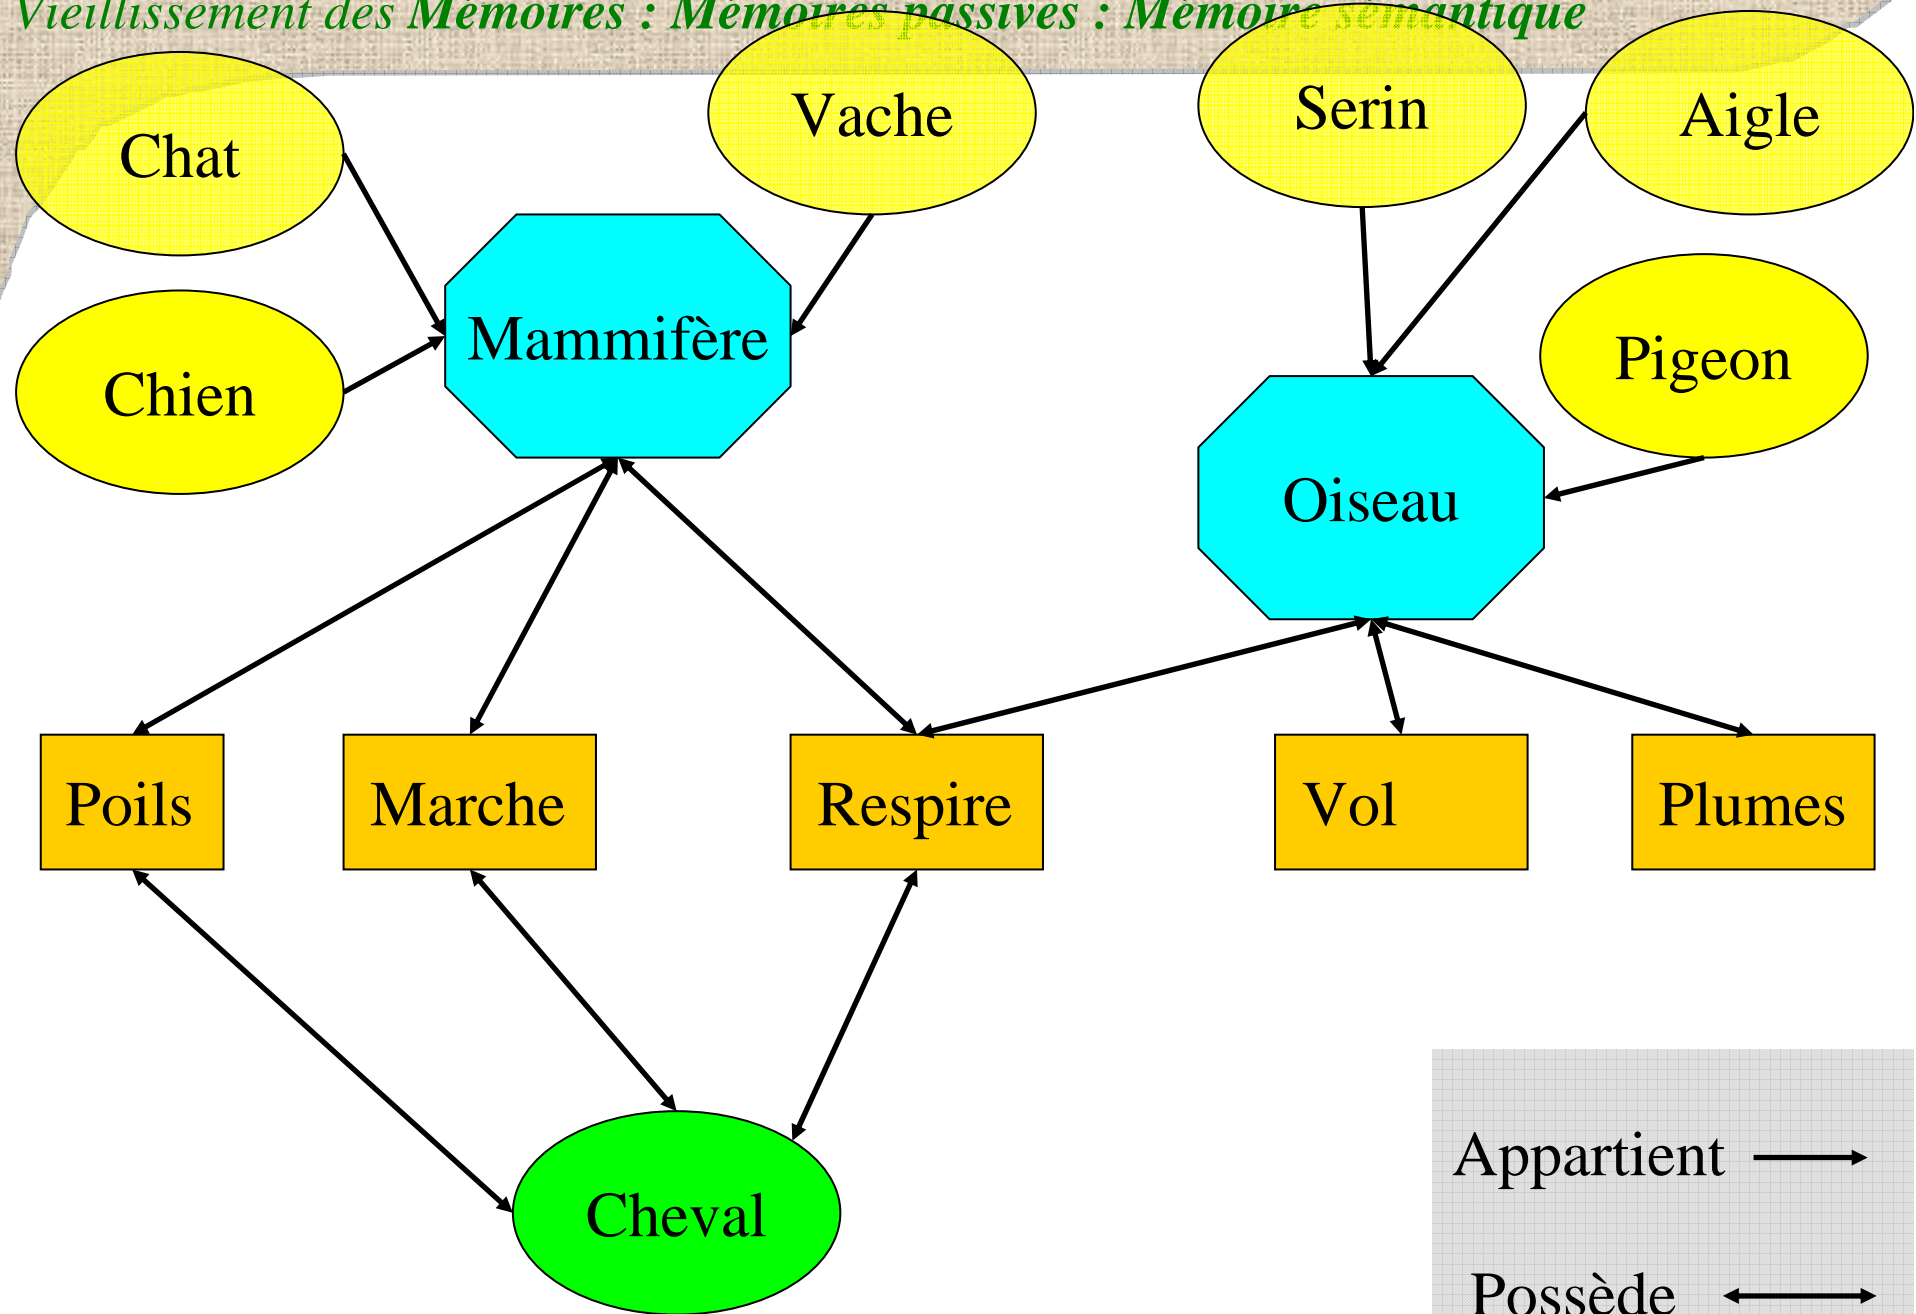 Vieillissement des Mémoires : Mémoires passives : Mémoire sémantique
Chat
Vache
Serin
Aigle
Chien
Mammifère
Pigeon
Oiseau
Poils
Marche
Respire
Vol
Plumes
Cheval
Appartient
Possède